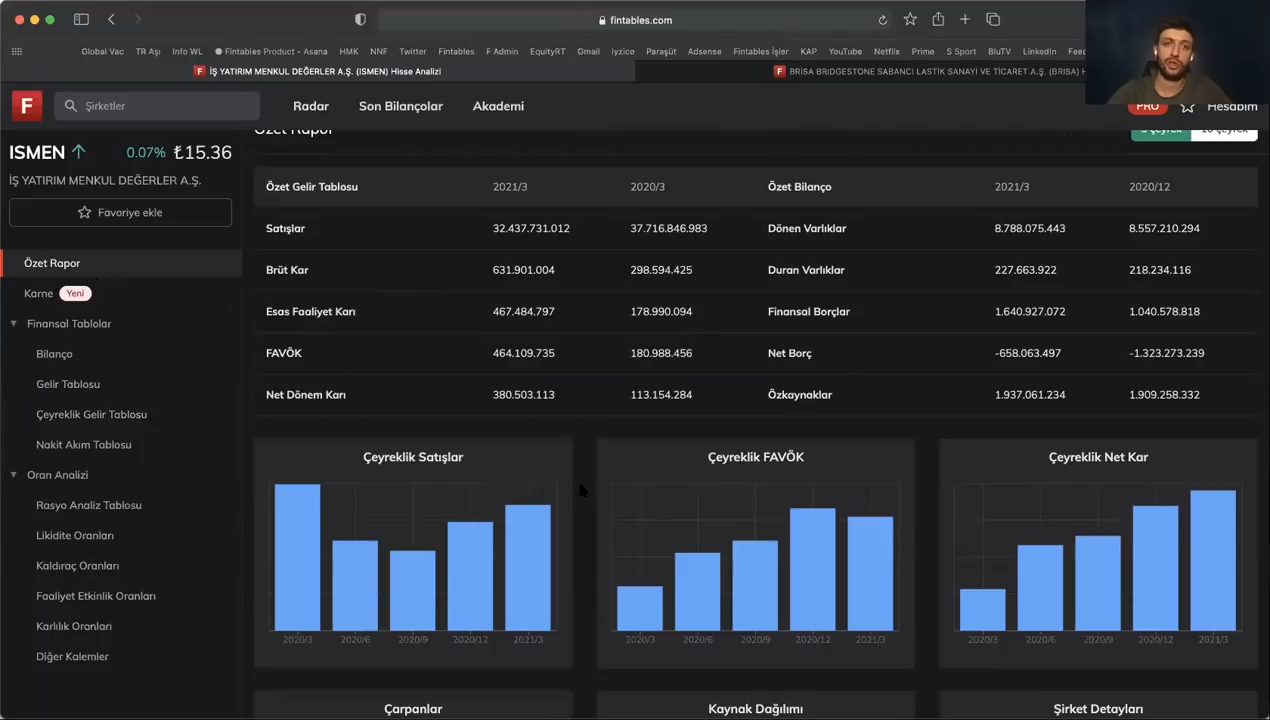 fintables.com
Global Vac TR Aşı Info WL Fintables Product – Asana HMK NNF Twitter Fintables F Admin EquityRT Gmail iyzico Paraşüt Adsense Fintables İşler KAP YouTube Netflix Prime S Sport BluTV LinkedIn Feed
F İŞ YATIRIM MENKUL DEĞERLER A.Ş. (ISMEN) Hisse Analizi
F BRİSA BRIDGESTONE SABANCI LASTİK SANAYİ VE TİCARET A.Ş. (BRISA) H
F Şirketler Radar Son Bilançolar Akademi PRO Hesabım
ISMEN 0.07% ₺15.36
İŞ YATIRIM MENKUL DEĞERLER A.Ş.
Favoriye ekle
Özet Rapor
Karne Yeni
Finansal Tablolar
Bilanço
Gelir Tablosu
Çeyreklik Gelir Tablosu
Nakit Akım Tablosu
Oran Analizi
Rasyo Analiz Tablosu
Likidite Oranları
Kaldıraç Oranları
Faaliyet Etkinlik Oranları
Karlılık Oranları
Diğer Kalemler
Özet Rapor
Özet Gelir Tablosu 2021/3 2020/3 Özet Bilanço 2021/3 2020/12
Satışlar 32.437.731.012 37.716.846.983 Dönen Varlıklar 8.788.075.443 8.557.210.294
Brüt Kar 631.901.004 298.594.425 Duran Varlıklar 227.663.922 218.234.116
Esas Faaliyet Karı 467.484.797 178.990.094 Finansal Borçlar 1.640.927.072 1.040.578.818
FAVÖK 464.109.735 180.988.456 Net Borç -658.063.497 -1.323.273.239
Net Dönem Karı 380.503.113 113.154.284 Özkaynaklar 1.937.061.234 1.909.258.332
Çeyreklik Satışlar
2020/3 2020/6 2020/9 2020/12 2021/3
Çeyreklik FAVÖK
2020/3 2020/6 2020/9 2020/12 2021/3
Çeyreklik Net Kar
2020/3 2020/6 2020/9 2020/12 2021/3
Çarpanlar
Kaynak Dağılımı
Şirket Detayları